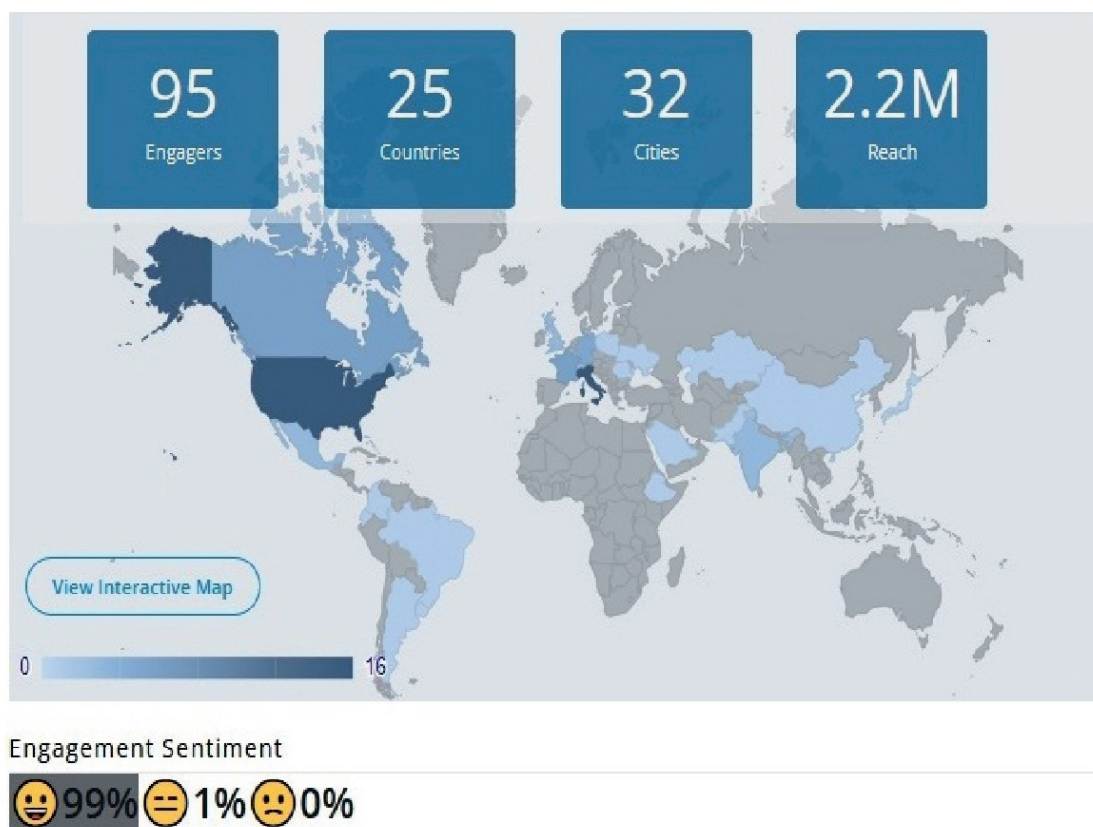 95
Engagers
25
Countries
32
Cities
2.2M
Reach
View Interactive Map
0
16
Engagement Sentiment
99% 1% 0%